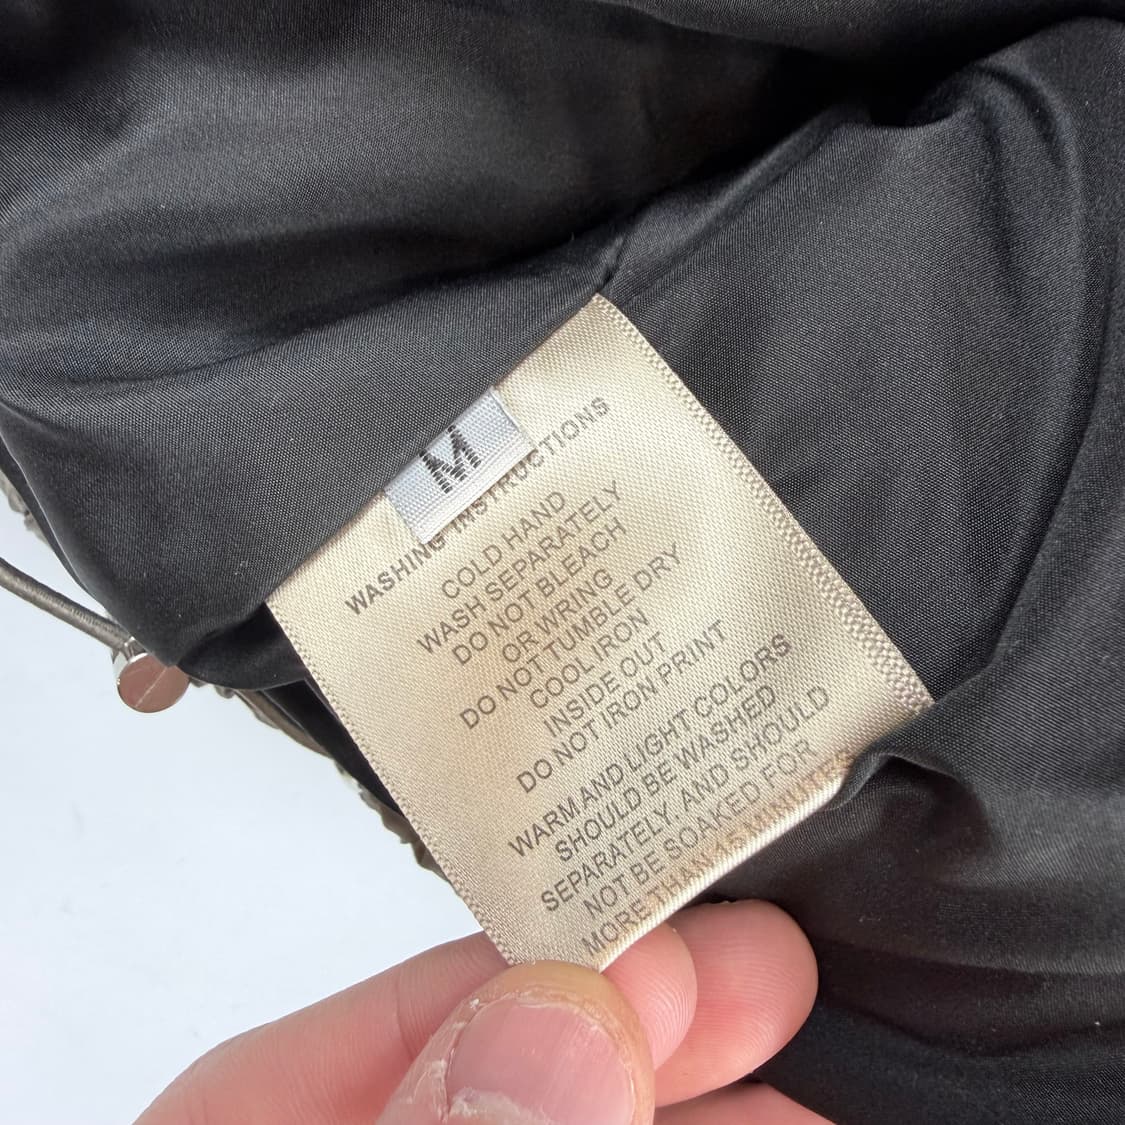 M
WASHING INSTRUCTIONS
COLD HAND
WASH SEPARATELY
DO NOT BLEACH
OR WRING
DO NOT TUMBLE DRY
COOL IRON
INSIDE OUT
DO NOT IRON PRINT
WARM AND LIGHT COLORS
SHOULD BE WASHED
SEPARATELY, AND SHOULD
NOT BE SOAKED FOR
MORE THAN 15 MINUTES